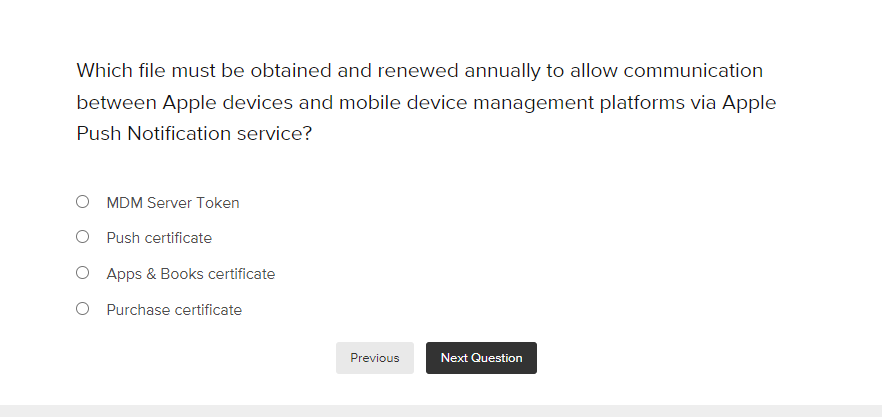 Which file must be obtained and renewed annually to allow communication
between Apple devices and mobile device management platforms via Apple
Push Notification service?
MDM Server Token
Push certificate
Apps & Books certificate
Purchase certificate
Previous
Next Question